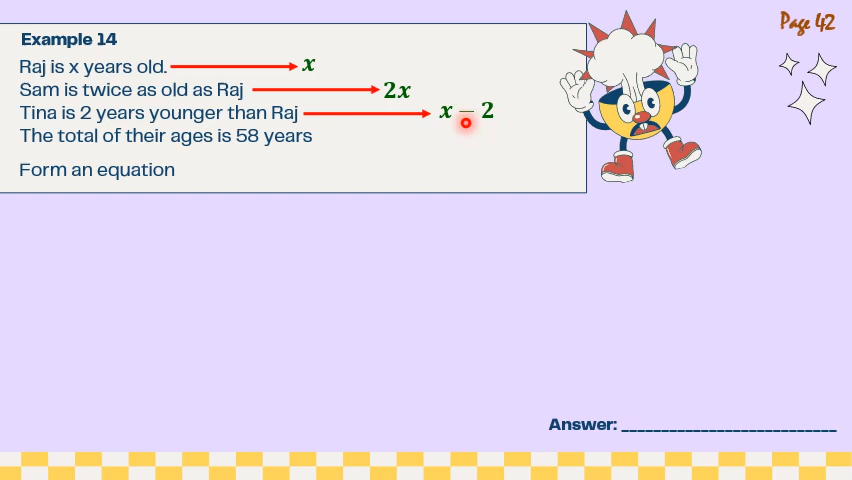 Page 42
Example 14
Raj is x years old. x
Sam is twice as old as Raj 2x
Tina is 2 years younger than Raj x – 2
The total of their ages is 58 years
Form an equation
Answer: ___________________________